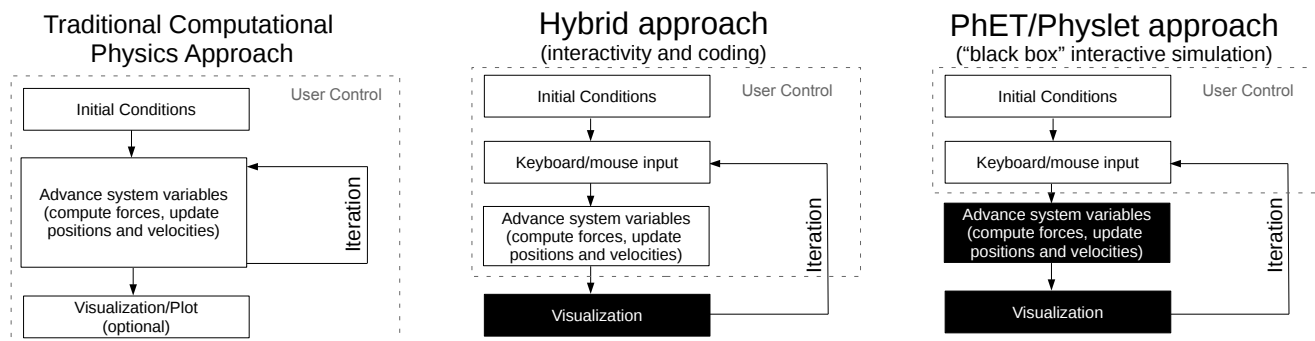 Traditional Computational
Physics Approach
User Control
Initial Conditions
Advance system variables
(compute forces, update
positions and velocities)
Iteration
Visualization/Plot
(optional)
Hybrid approach
(interactivity and coding)
User Control
Initial Conditions
Keyboard/mouse input
Advance system variables
(compute forces, update
positions and velocities)
Iteration
Visualization
PhET/Physlet approach
(“black box” interactive simulation)
User Control
Initial Conditions
Keyboard/mouse input
Advance system variables
(compute forces, update
positions and velocities)
Iteration
Visualization